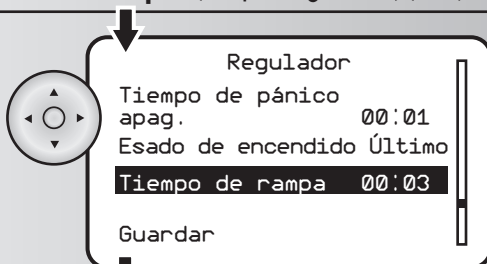 Regulador
Tiempo de pánico
apag. 00:01
Esado de encendido Último
Tiempo de rampa 00:03
Guardar